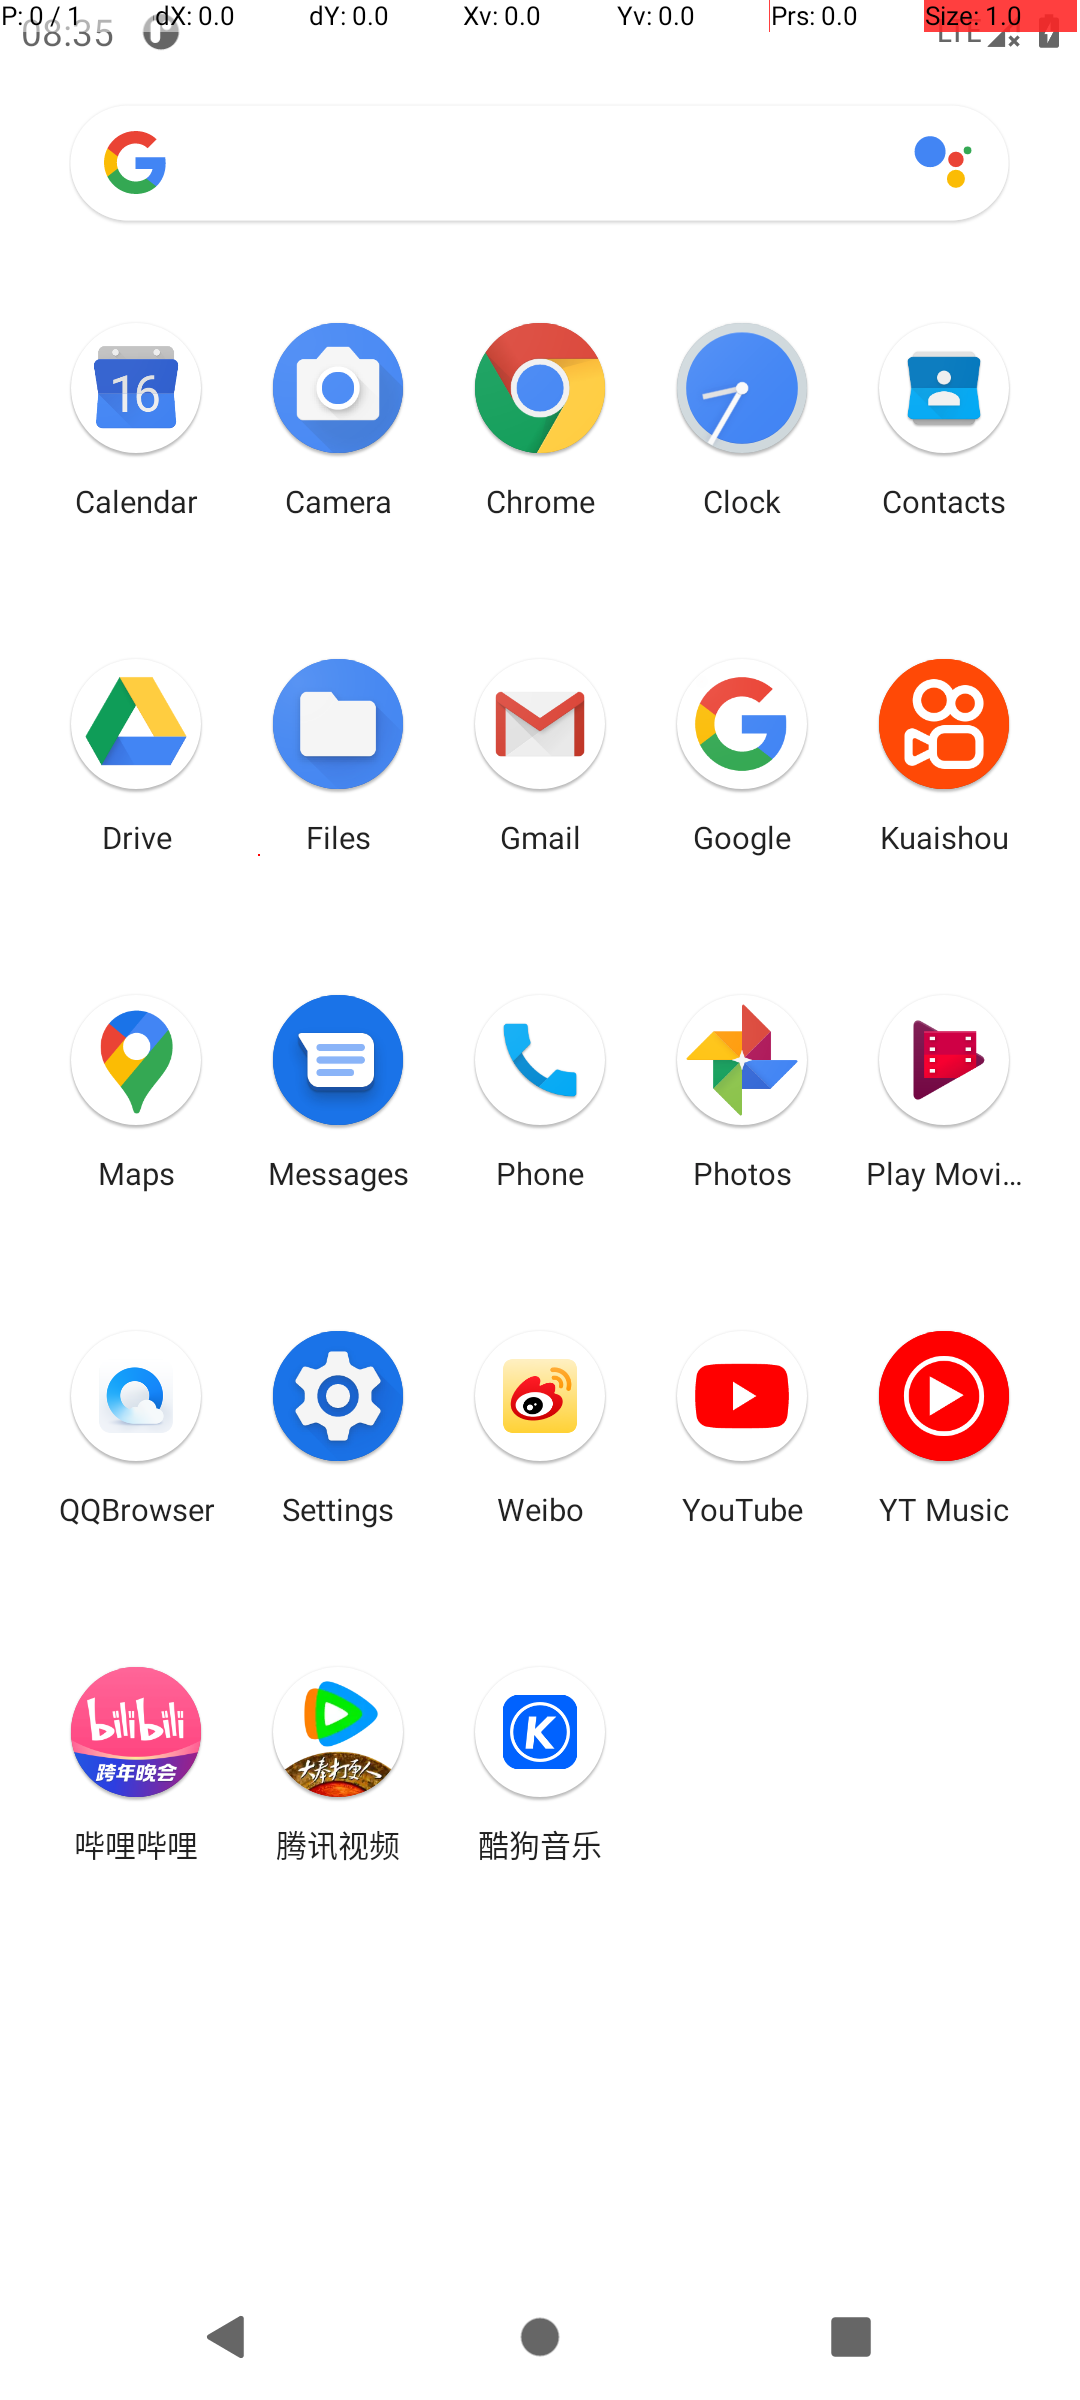 P: 0 / 1 dX: 0.0 dY: 0.0 Xv: 0.0 Yv: 0.0 Prs: 0.0 Size: 1.0
08:35 LTE
16
Calendar Camera Chrome Clock Contacts
Drive Files Gmail Google Kuaishou
Maps Messages Phone Photos Play Movi...
QQBrowser Settings Weibo YouTube YT Music
bilibili
跨年晚会 大奉打更人
哔哩哔哩 腾讯视频 酷狗音乐